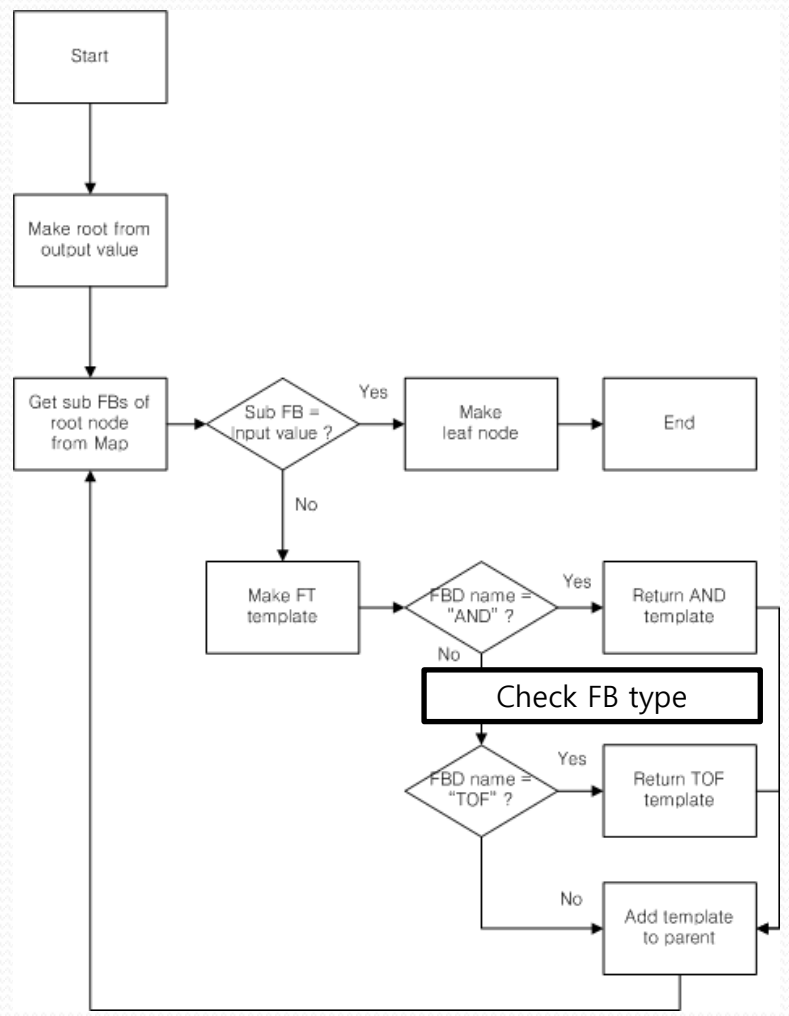 Start
Make root from
output value
Get sub FBs of
root node
from Map
Sub FB =
Input value ?
Yes
Make
leaf node
End
No
Make FT
template
FBD name =
"AND" ?
Yes
Return AND
template
No
Check FB type
FBD name =
“TOF” ?
Yes
Return TOF
template
No
Add template
to parent